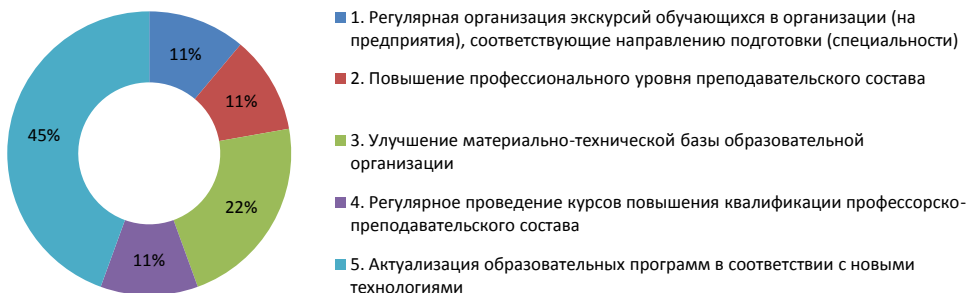 11%
11%
22%
11%
45%
1. Регулярная организация экскурсий обучающихся в организации (на
предприятия), соответствующие направлению подготовки (специальности)
2. Повышение профессионального уровня преподавательского состава
3. Улучшение материально-технической базы образовательной
организации
4. Регулярное проведение курсов повышения квалификации профессорско-
преподавательского состава
5. Актуализация образовательных программ в соответствии с новыми
технологиями